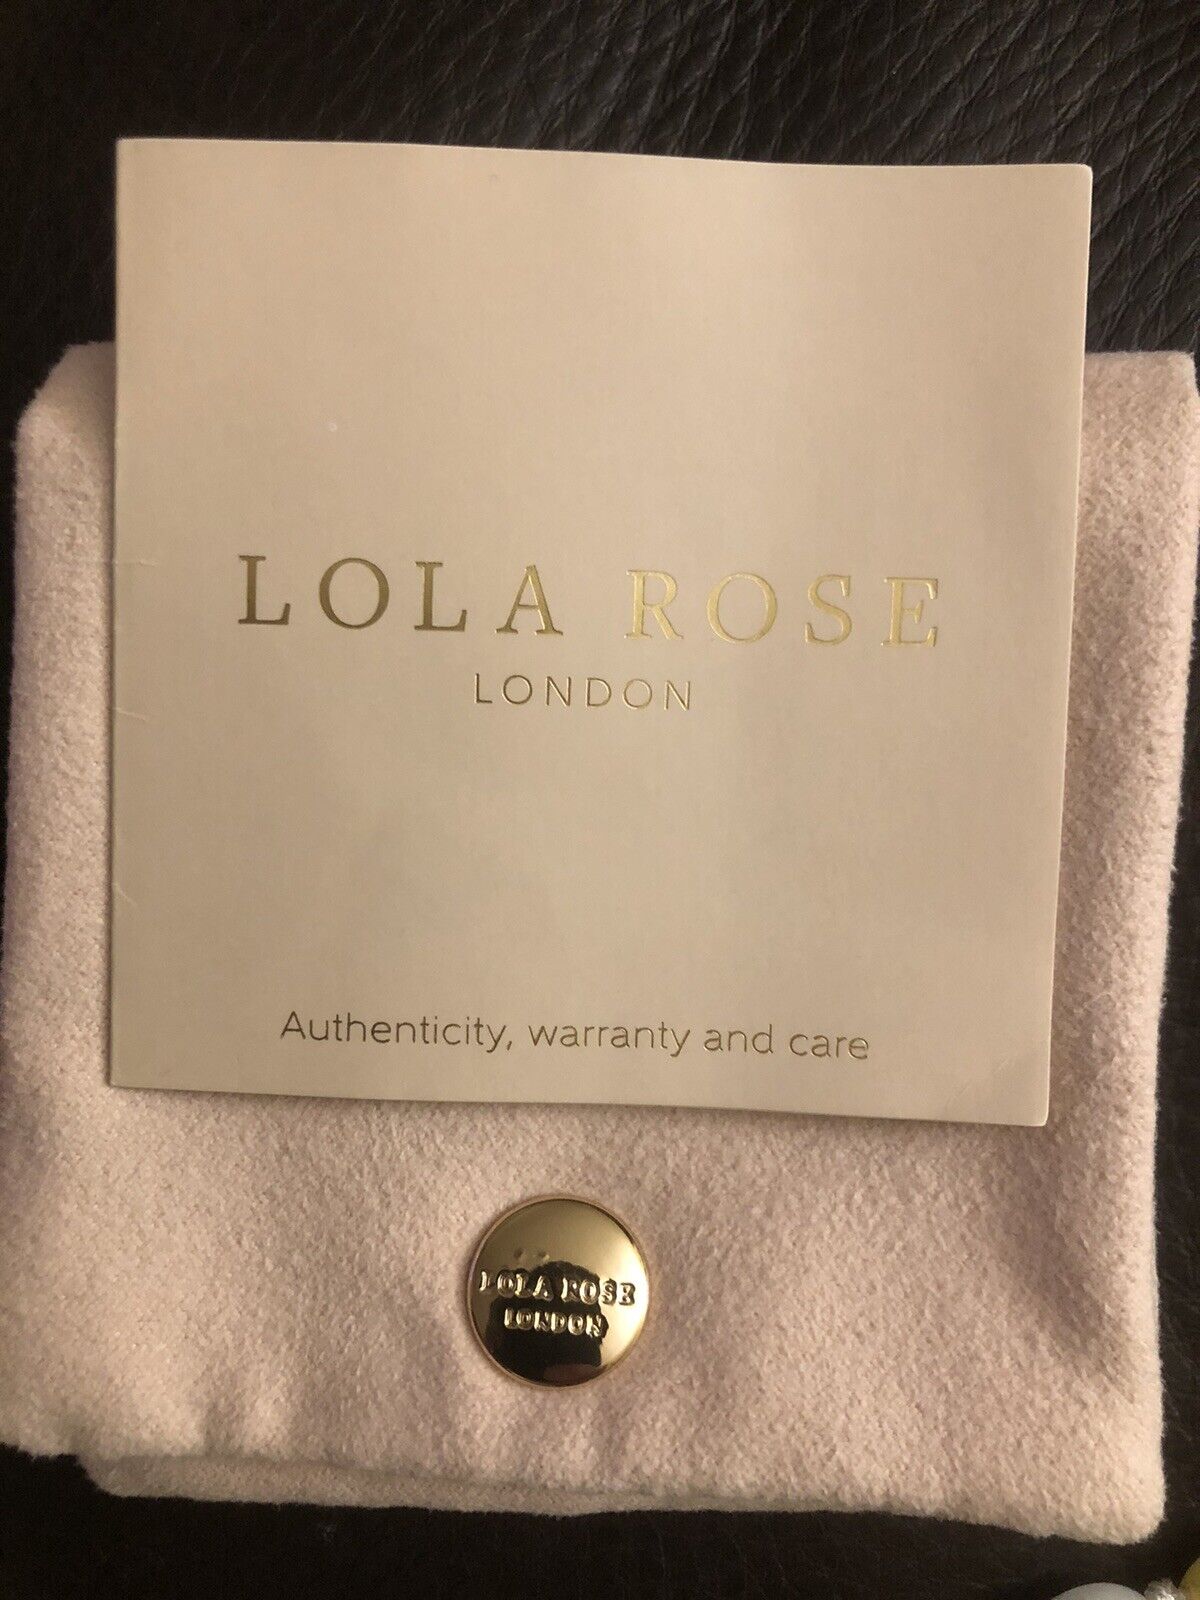 LOLA ROSE
LONDON
Authenticity, warranty and care
LOLA ROSE
LONDON